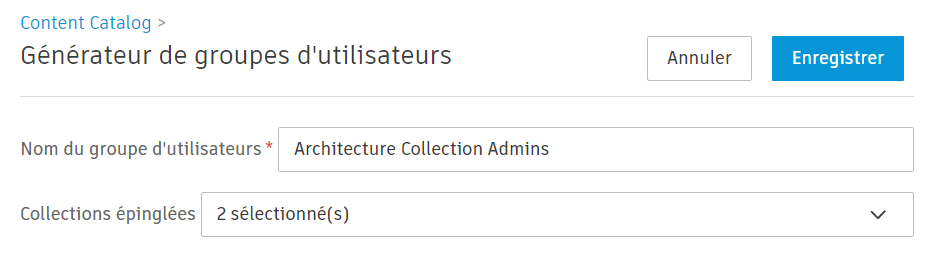 Content Catalog >
Générateur de groupes d'utilisateurs
Annuler
Enregistrer
Nom du groupe d'utilisateurs *
Architecture Collection Admins
Collections épinglées
2 sélectionné(s)